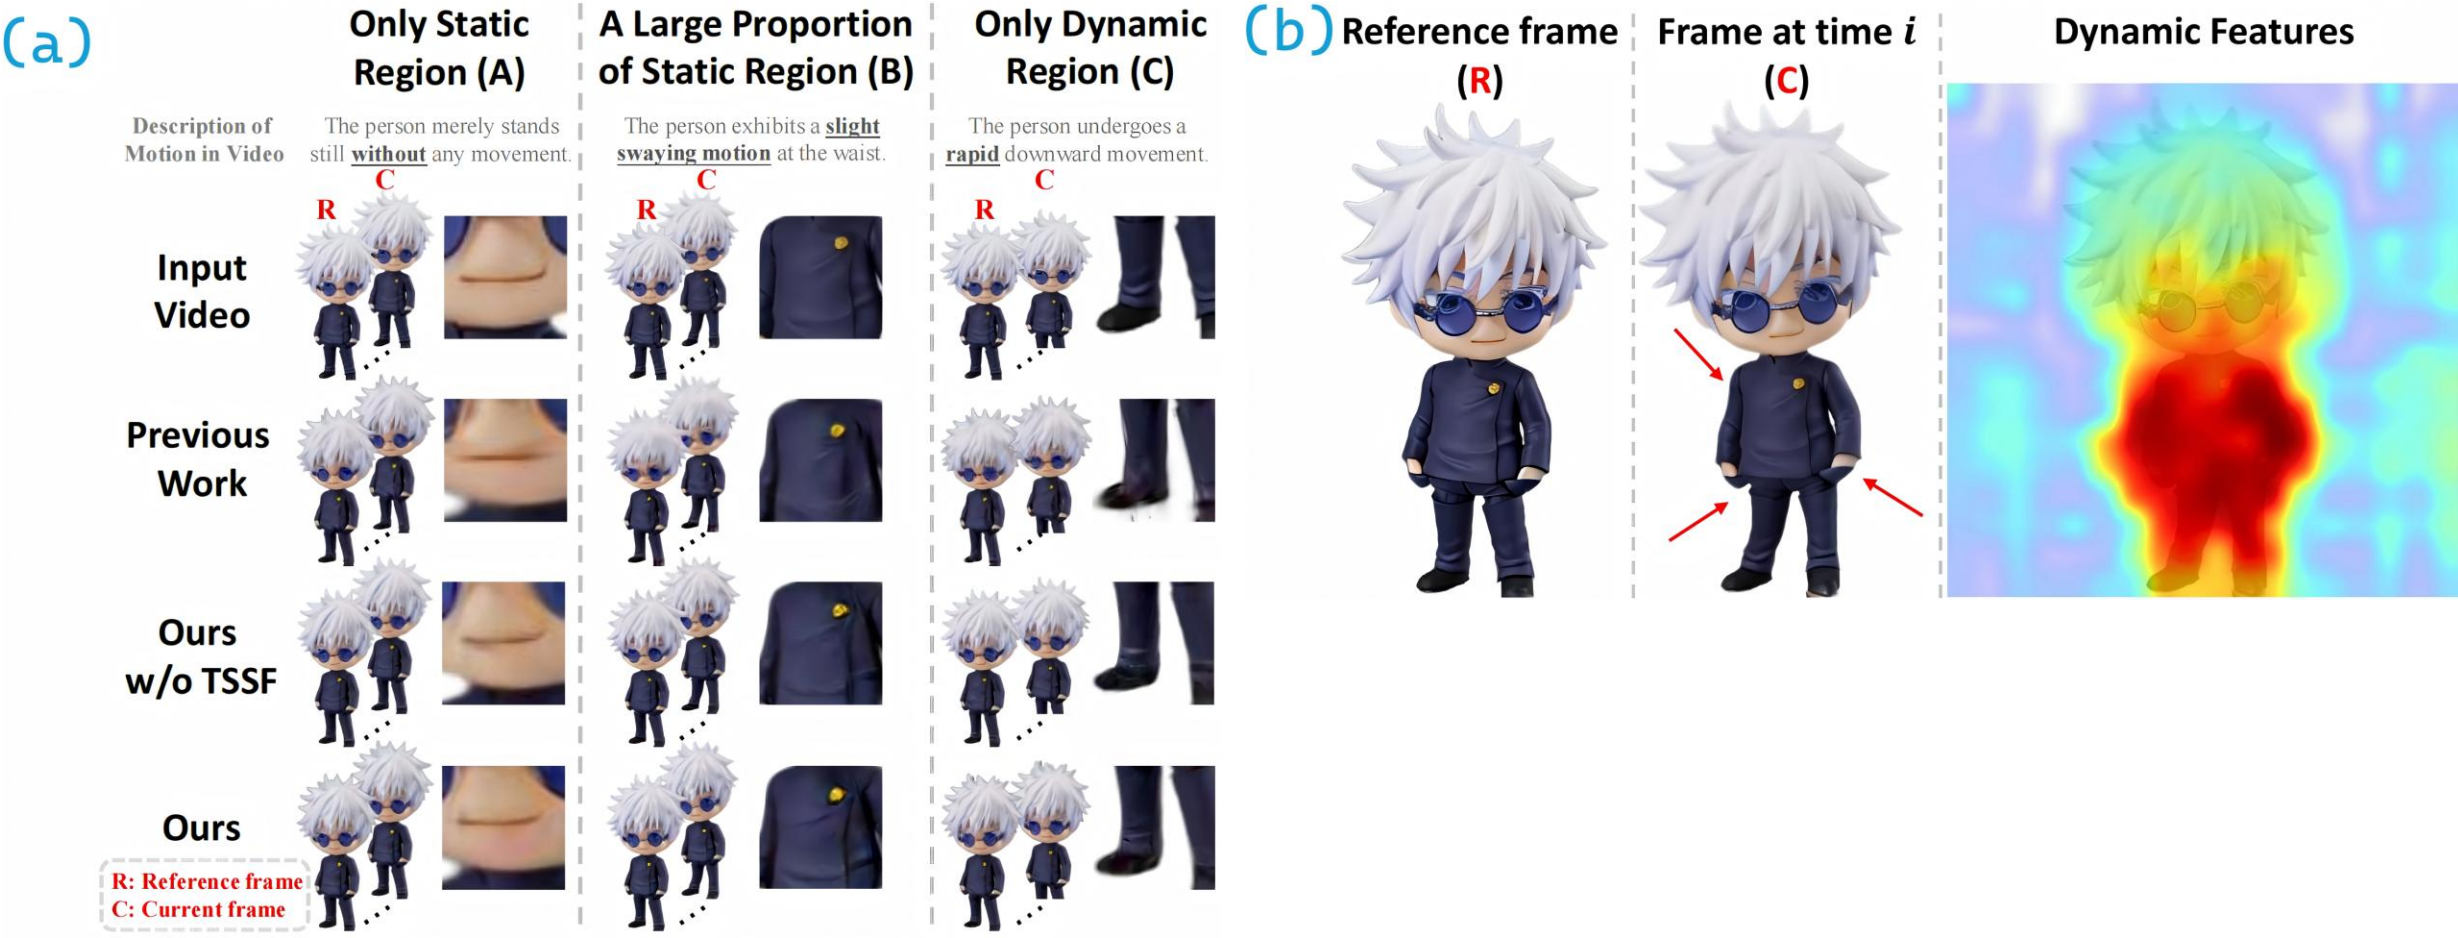 (a)
Only Static
Region (A)
A Large Proportion
of Static Region (B)
Only Dynamic
Region (C)
Description of
Motion in Video
The person merely stands
still without any movement.
The person exhibits a slight
swaying motion at the waist.
The person undergoes a
rapid downward movement.
R
C
R
C
R
C
Input
Video
Previous
Work
Ours
w/o TSSF
Ours
R: Reference frame
C: Current frame
(b)
Reference frame
(R)
Frame at time i
(C)
Dynamic Features